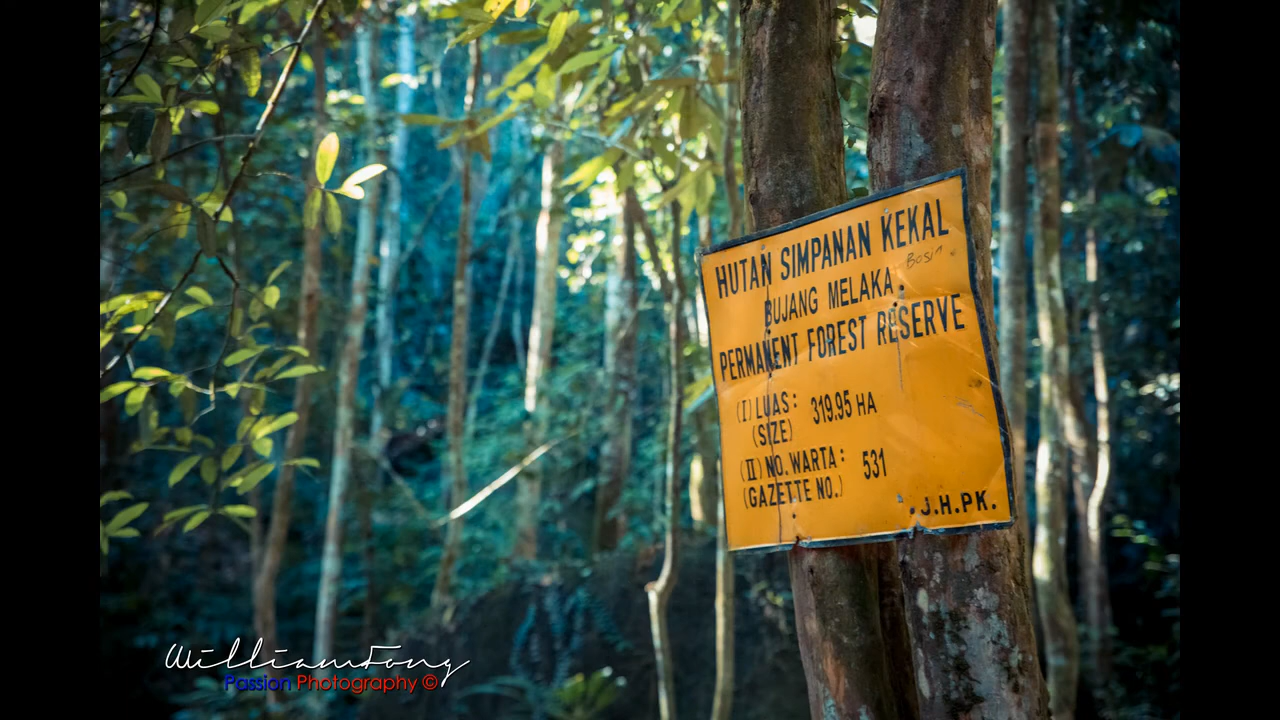 HUTAN SIMPANAN KEKAL
BUJANG MELAKA.
PERMANENT FOREST RESERVE
(I) LUAS: 319.95 HA
(SIZE)
(II) NO. WARTA: 531
(GAZETTE NO.)
J.H.PK.
WilliamFong
Passion Photography ©